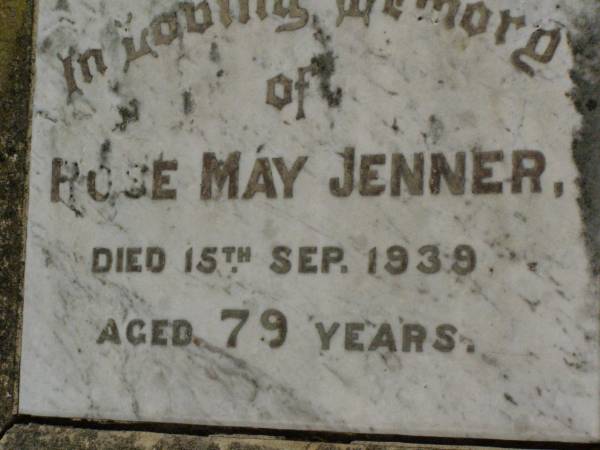 In Loving Memory
of
ROSE MAY JENNER,
DIED 15TH SEP. 1939.
AGED 79 YEARS.